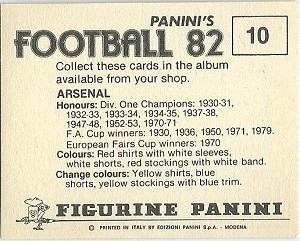 PANINI'S
FOOTBALL 82
10
Collect these cards in the album
available from your shop.
ARSENAL
Honours: Div. One Champions: 1930-31,
1932-33, 1933-34, 1934-35, 1937-38,
1947-48, 1952-53, 1970-71
F.A. Cup winners: 1930, 1936, 1950, 1971, 1979.
European Fairs Cup winners: 1970
Colours: Red shirts with white sleeves,
white shorts, red stockings with white band.
Change colours: Yellow shirts, blue
shorts, yellow stockings with blue trim.
FIGURINE PANINI
© PRINTED IN ITALY BY EDIZIONI PANINI S.p.A. - MODENA